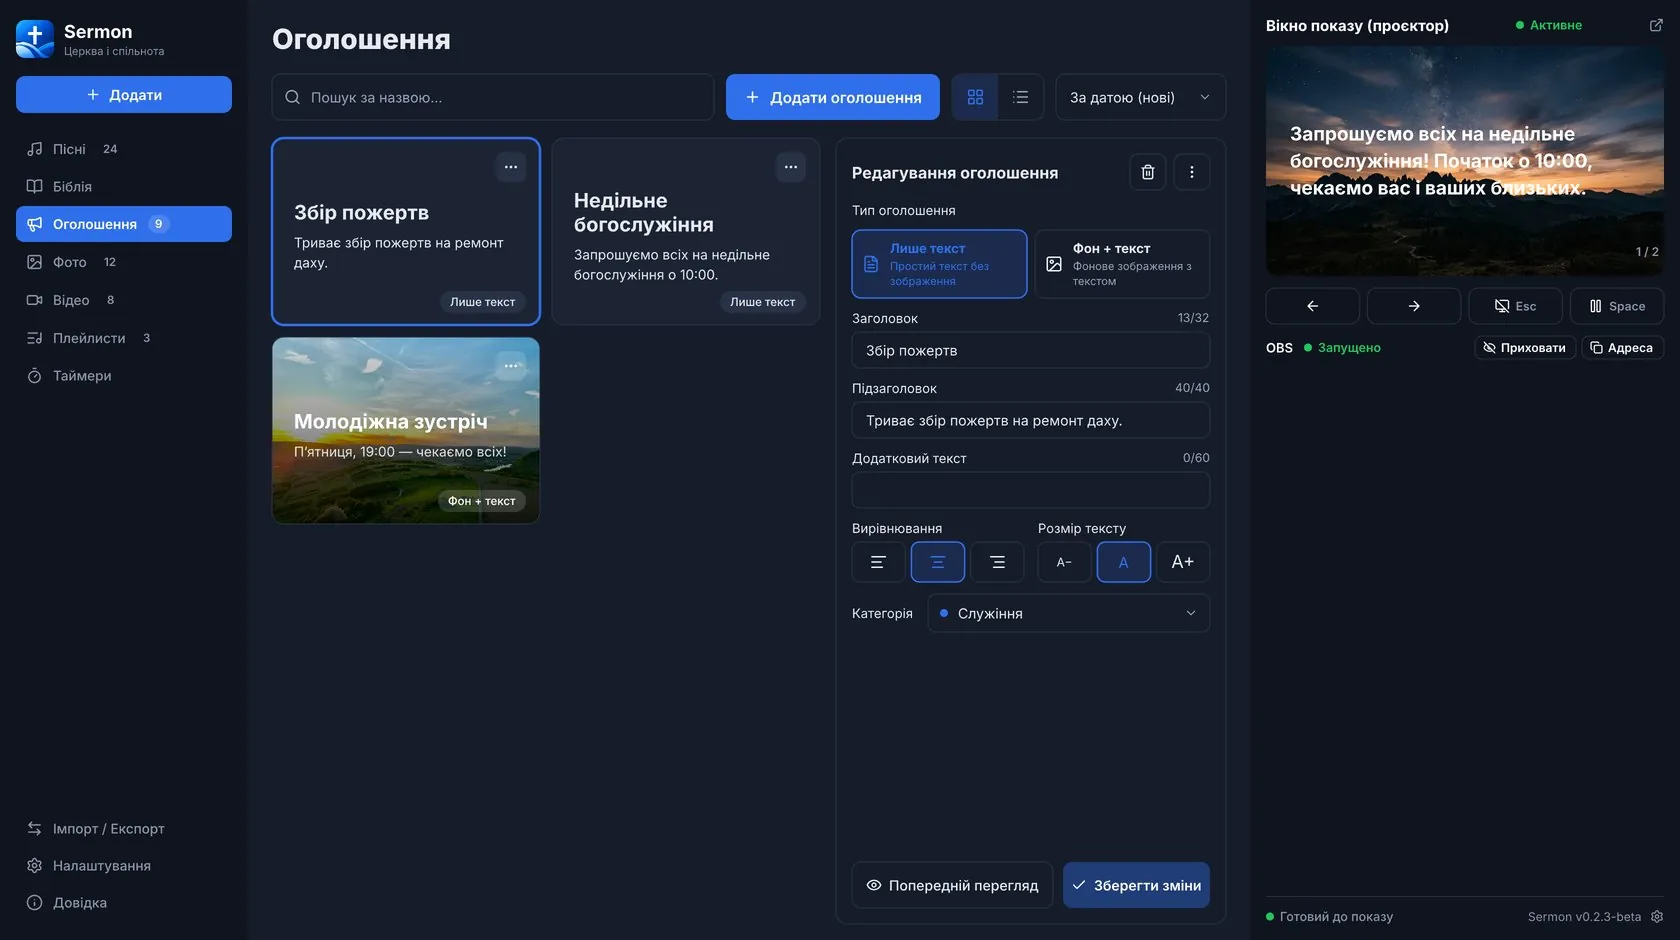 Sermon
Церква і спільнота
+ Додати
Пісні 24
Біблія
Оголошення 9
Фото 12
Відео 8
Плейлисти 3
Таймери
Імпорт / Експорт
Налаштування
Довідка
Оголошення
Пошук за назвою...
+ Додати оголошення
За датою (нові)
Збір пожертв
Триває збір пожертв на ремонт
даху.
Лише текст
Недільне
богослужіння
Запрошуємо всіх на недільне
богослужіння о 10:00.
Лише текст
Молодіжна зустріч
П'ятниця, 19:00 — чекаємо всіх!
Фон + текст
Редагування оголошення
Тип оголошення
Лише текст
Простий текст без
зображення
Фон + текст
Фонове зображення з
текстом
Заголовок 13/32
Збір пожертв
Підзаголовок 40/40
Триває збір пожертв на ремонт даху.
Додатковий текст 0/60
Вирівнювання
Розмір тексту
A− A A+
Категорія Служіння
Попередній перегляд
Зберегти зміни
Вікно показу (проєктор) Активне
Запрошуємо всіх на недільне
богослужіння! Початок о 10:00,
чекаємо вас і ваших близьких.
1 / 2
Esc
Space
OBS Запущено
Приховати
Адреса
Готовий до показу
Sermon v0.2.3-beta